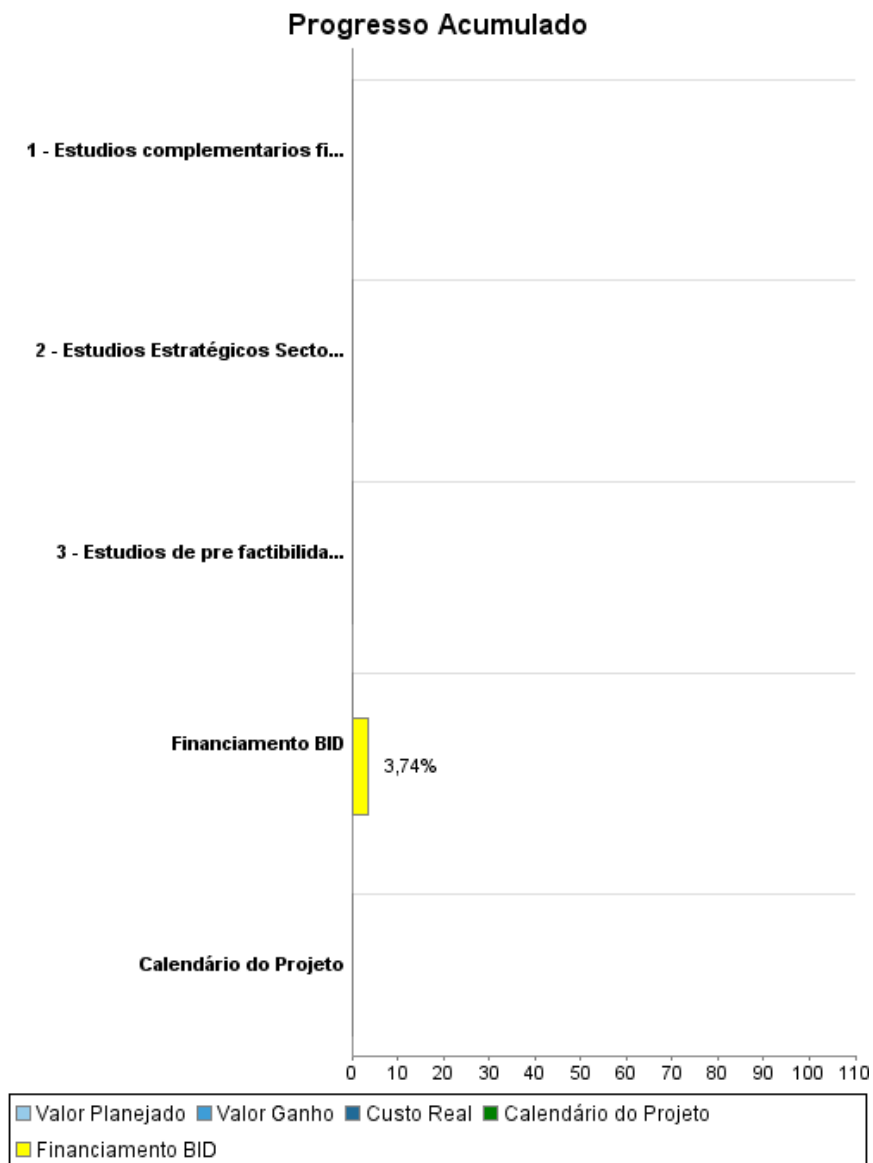 Progresso Acumulado
1 - Estudios complementarios fi...
2 - Estudios Estratégicos Secto...
3 - Estudios de pre factibilida...
Financiamento BID
3,74%
Calendário do Projeto
0 10 20 30 40 50 60 70 80 90 100 110
Valor Planejado Valor Ganho Custo Real Calendário do Projeto
Financiamento BID